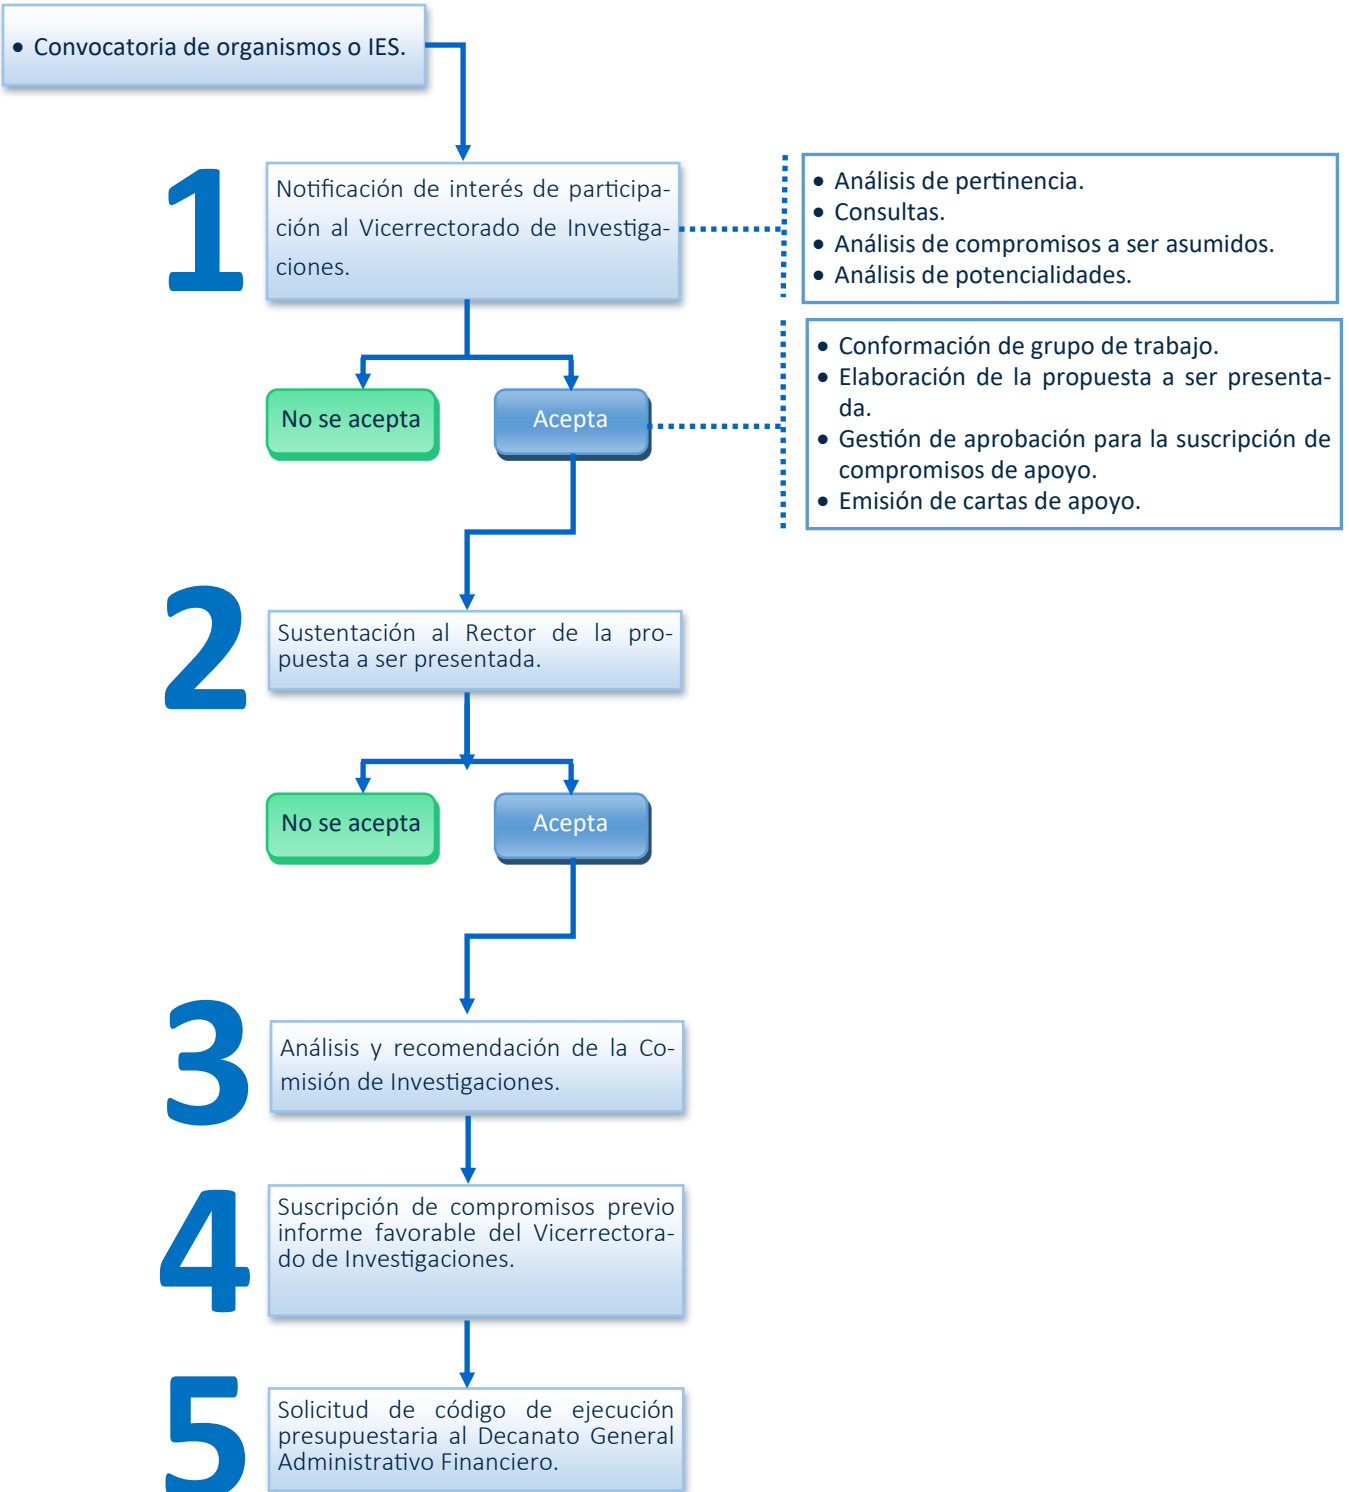 • Convocatoria de organismos o IES.
1
Notificación de interés de participa-
ción al Vicerrectorado de Investiga-
ciones.
• Análisis de pertinencia.
• Consultas.
• Análisis de compromisos a ser asumidos.
• Análisis de potencialidades.
No se acepta
Acepta
• Conformación de grupo de trabajo.
• Elaboración de la propuesta a ser presenta-
da.
• Gestión de aprobación para la suscripción de
compromisos de apoyo.
• Emisión de cartas de apoyo.
2
Sustentación al Rector de la pro-
puesta a ser presentada.
No se acepta
Acepta
3
Análisis y recomendación de la Co-
misión de Investigaciones.
4
Suscripción de compromisos previo
informe favorable del Vicerrectora-
do de Investigaciones.
5
Solicitud de código de ejecución
presupuestaria al Decanato General
Administrativo Financiero.